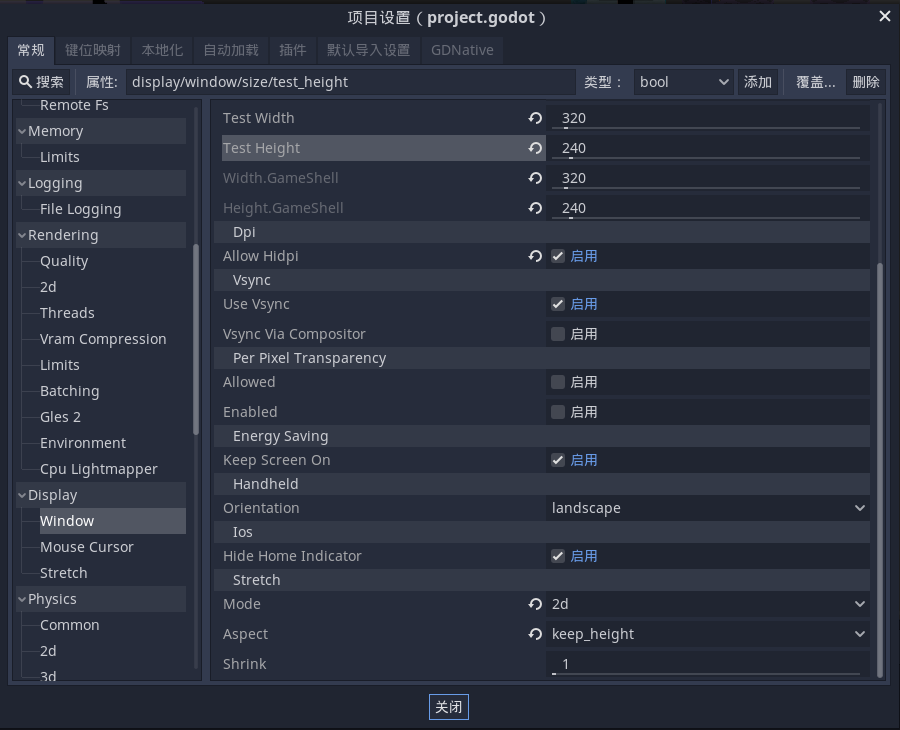 项目设置（project.godot）
常规 键位映射 本地化 自动加载 插件 默认导入设置 GDNative
搜索 属性: display/window/size/test_height 类型： bool 添加 覆盖... 删除
Remote Fs
Memory
Limits
Logging
File Logging
Rendering
Quality
2d
Threads
Vram Compression
Limits
Batching
Gles 2
Environment
Cpu Lightmapper
Display
Window
Mouse Cursor
Stretch
Physics
Common
2d
3d
Test Width 320
Test Height 240
Width.GameShell 320
Height.GameShell 240
Dpi
Allow Hidpi 启用
Vsync
Use Vsync 启用
Vsync Via Compositor 启用
Per Pixel Transparency
Allowed 启用
Enabled 启用
Energy Saving
Keep Screen On 启用
Handheld
Orientation landscape
Ios
Hide Home Indicator 启用
Stretch
Mode 2d
Aspect keep_height
Shrink 1
关闭